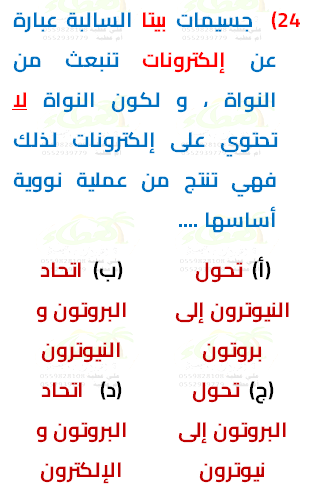 24) جسيمات بيتا السالبة عبارة
عن إلكترونات تنبعث من
النواة ، و لكون النواة لا
تحتوي على إلكترونات لذلك
فهي تنتج من عملية نووية
أساسها ....
(أ) تحول النيوترون إلى بروتون
(ب) اتحاد البروتون و النيوترون
(ج) تحول البروتون إلى نيوترون
(د) اتحاد البروتون و الإلكترون